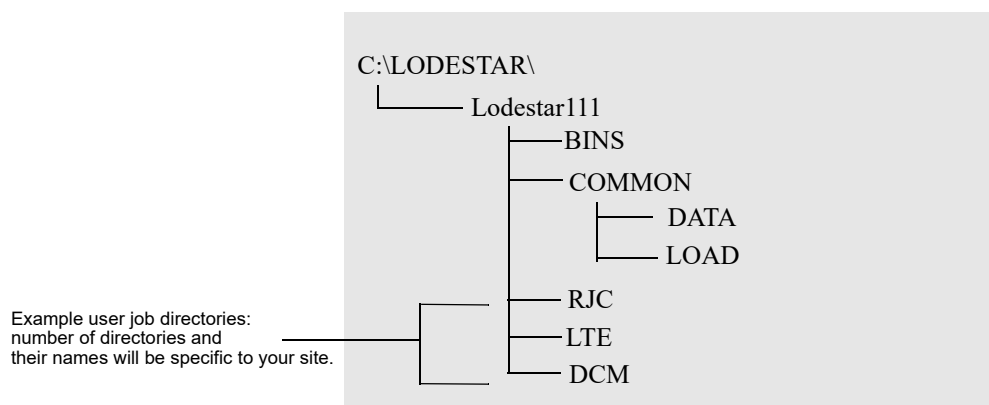 C:\LODESTAR\
Lodestar111
BINS
COMMON
DATA
LOAD
RJC
LTE
DCM
Example user job directories:
number of directories and
their names will be specific to your site.